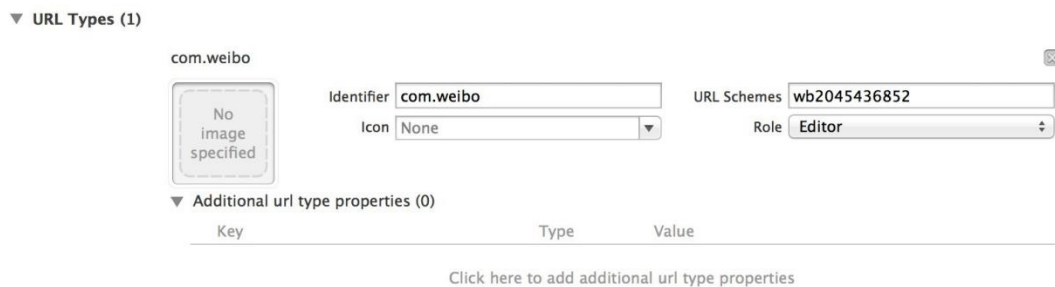 URL Types (1)
com.weibo
No
image
specified
Identifier com.weibo
URL Schemes wb2045436852
Icon None
Role Editor
Additional url type properties (0)
Key Type Value
Click here to add additional url type properties